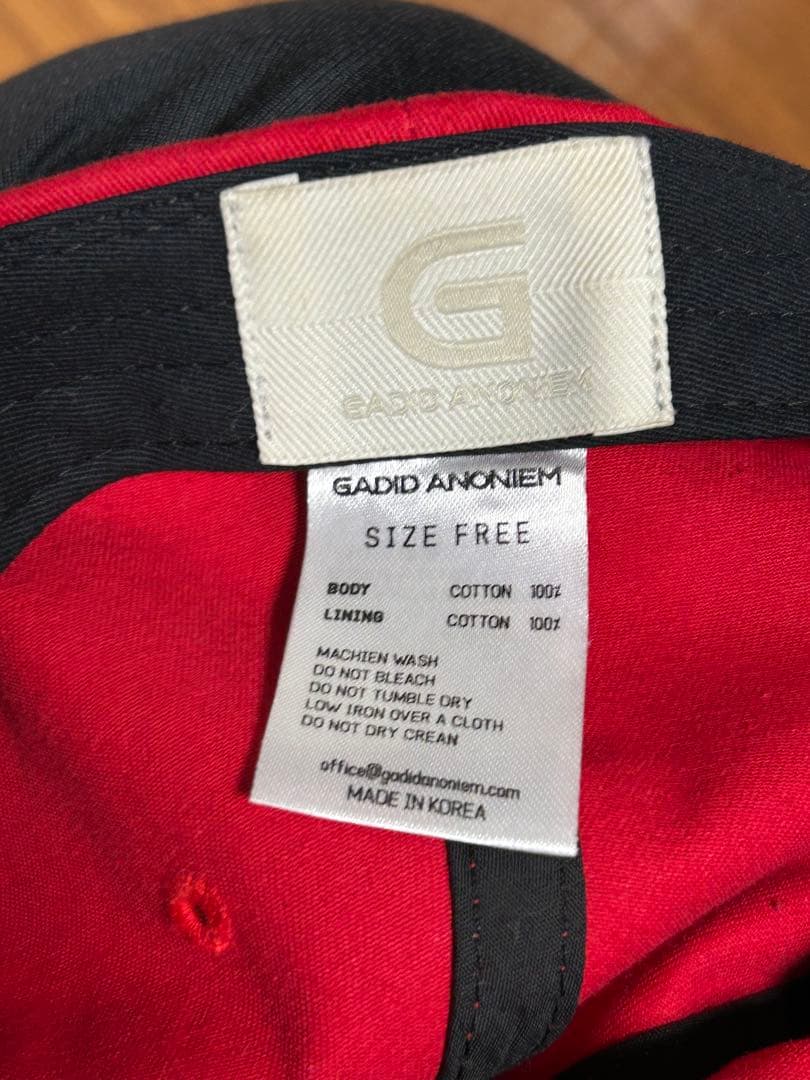 G
GADID ANONIEM
GADID ANONIEM
SIZE FREE
BODY COTTON 100%
LINING COTTON 100%
MACHIEN WASH
DO NOT BLEACH
DO NOT TUMBLE DRY
LOW IRON OVER A CLOTH
DO NOT DRY CREAN
office@gadidanoniem.com
MADE IN KOREA